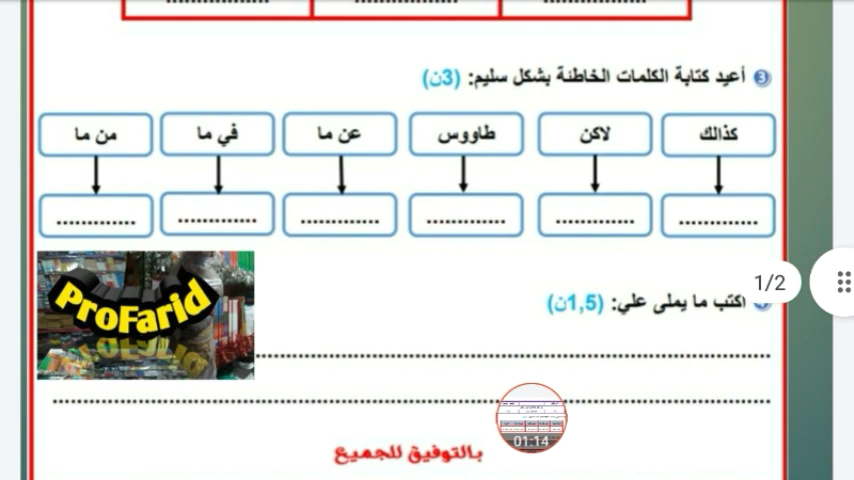 ❸ أعيد كتابة الكلمات الخاطئة بشكل سليم: (3ن)
كذالك لاكن طاووس عن ما في ما من ما
............. ............. ............. ............. ............. .............
ProFarid
1/2
اكتب ما يملى علي: (1,5ن)
01:14
بالتوفيق للجميع